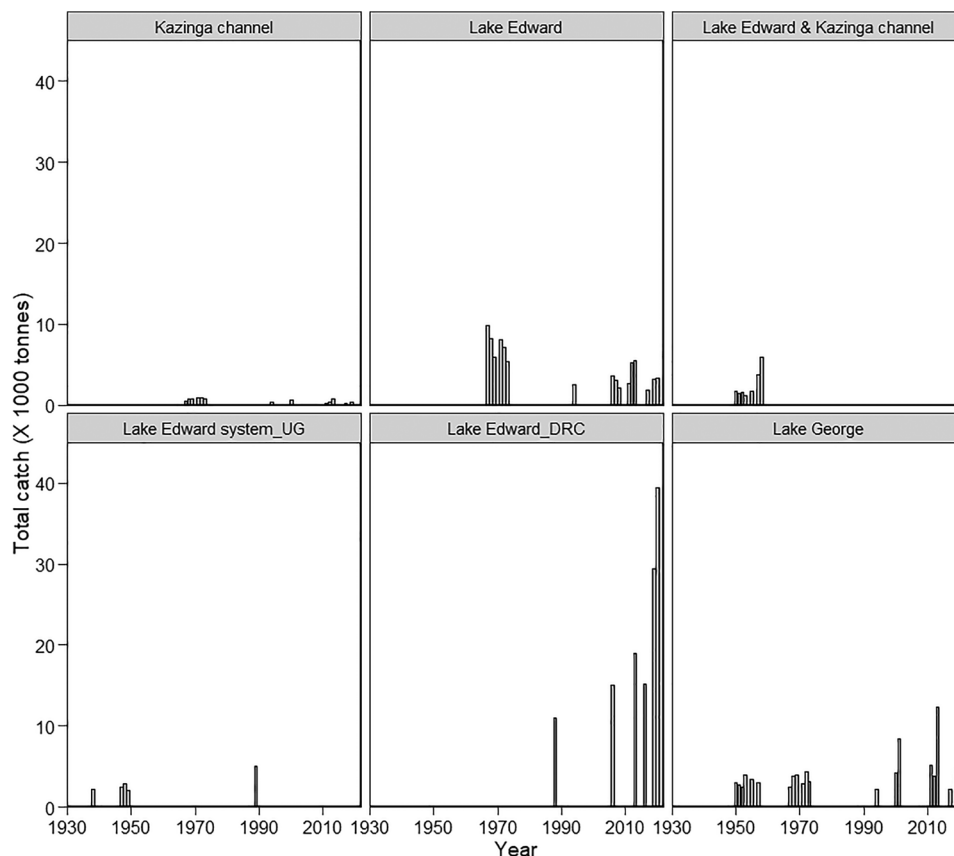 Kazinga channel
Lake Edward
Lake Edward & Kazinga channel
40
30
20
10
0
Total catch (X 1000 tonnes)
Lake Edward system_UG
Lake Edward_DRC
Lake George
40
30
20
10
0
1930 1950 1970 1990 2010 1930 1950 1970 1990 2010 1930 1950 1970 1990 2010
Year